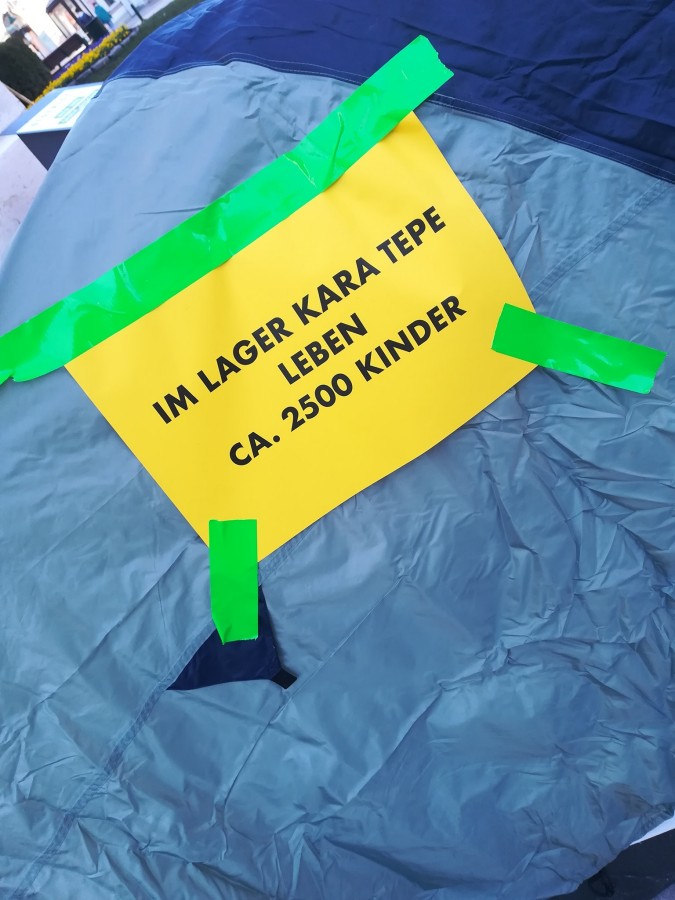 IM LAGER KARA TEPE
LEBEN
CA. 2500 KINDER